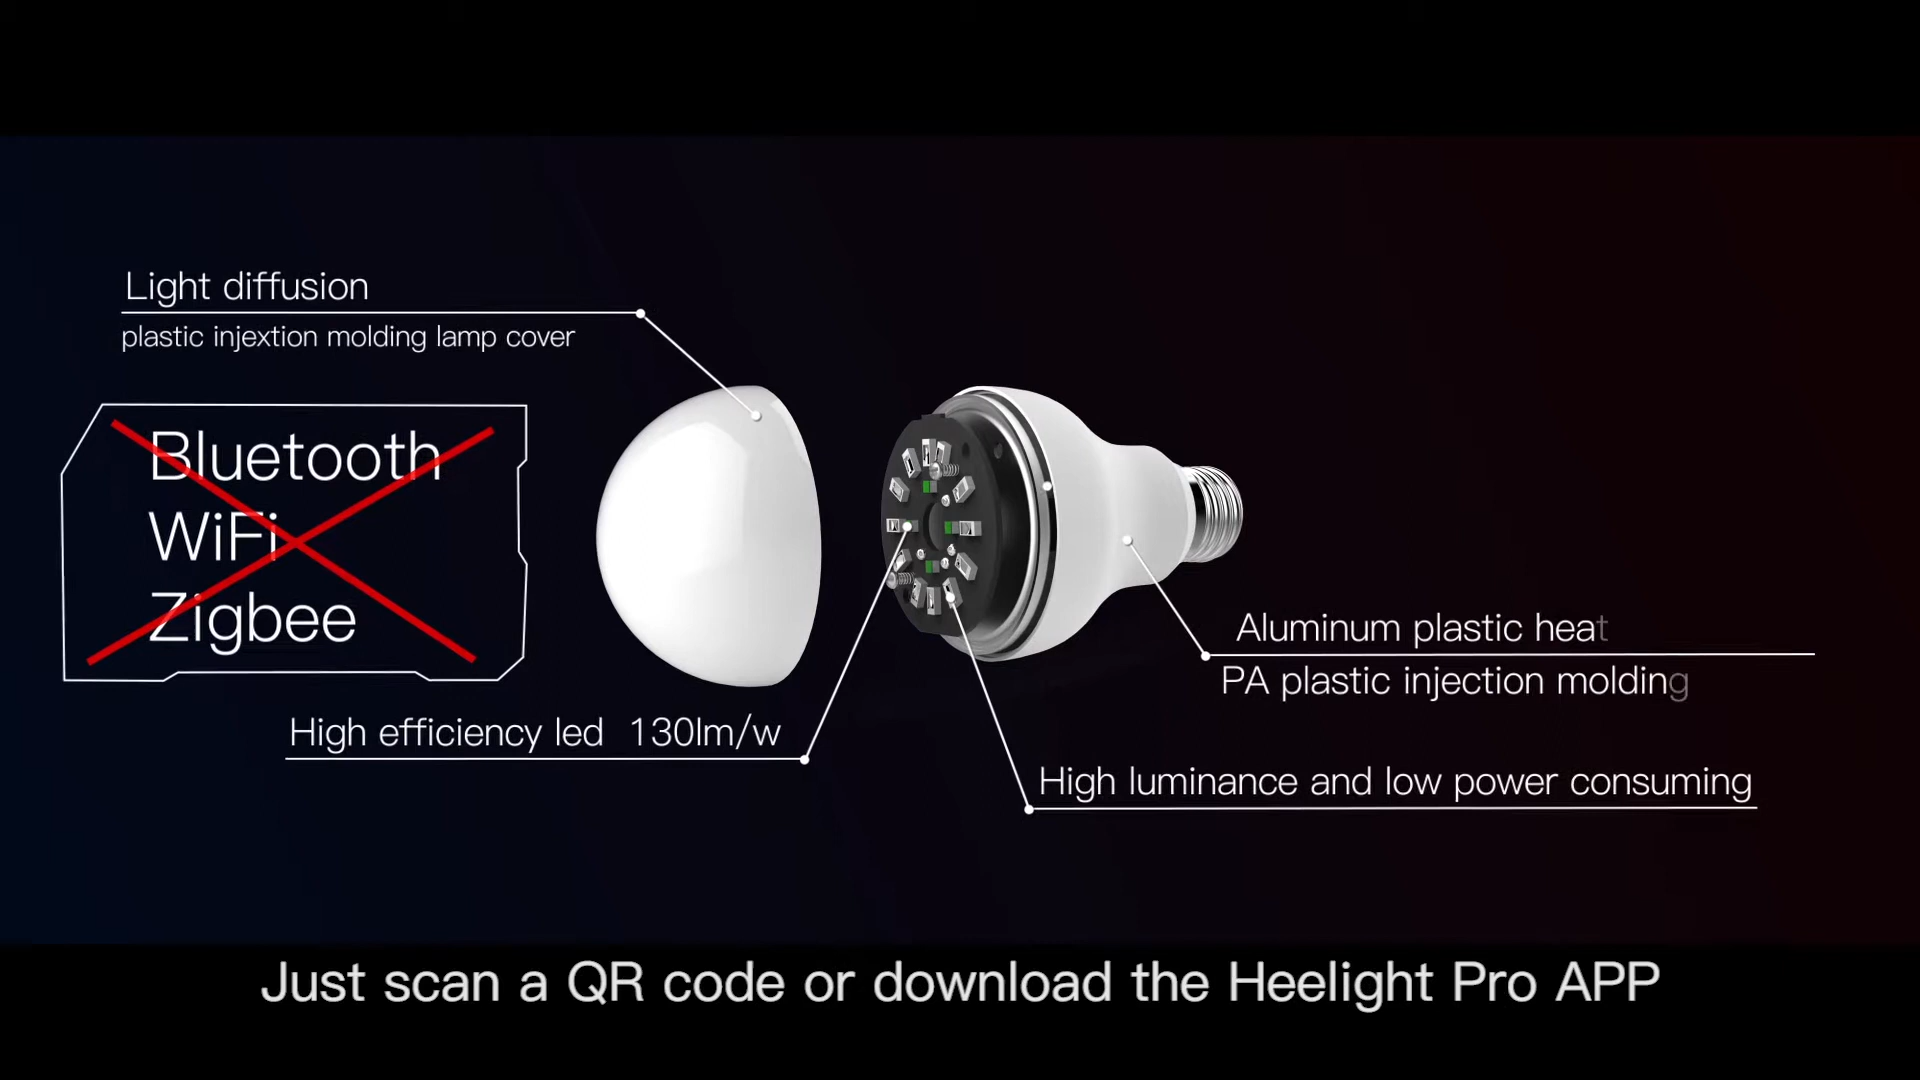 Light diffusion
plastic injextion molding lamp cover
Bluetooth
WiFi
Zigbee
High efficiency led 130lm/w
Aluminum plastic heat
PA plastic injection molding
High luminance and low power consuming
Just scan a QR code or download the Heelight Pro APP